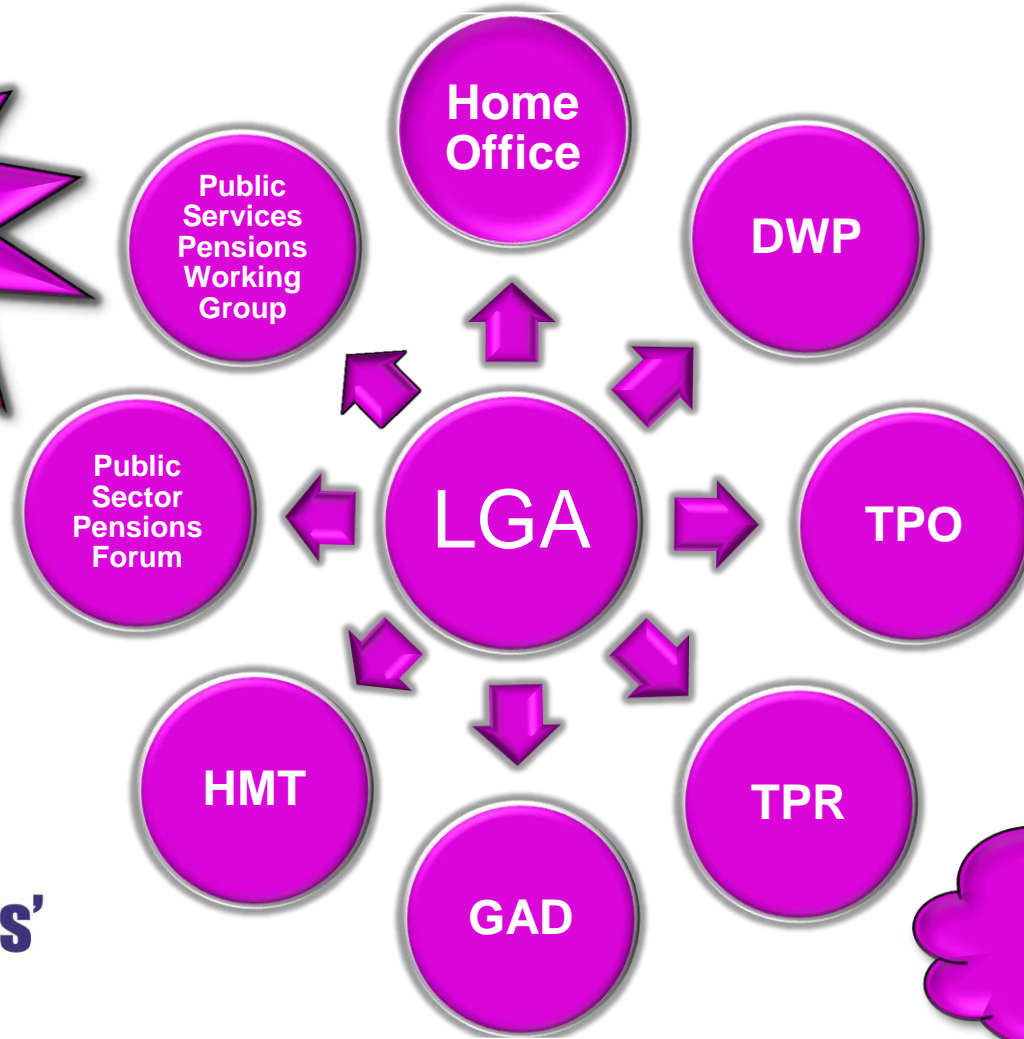 Home
Office
Public
Services
Pensions
Working
Group
DWP
Public
Sector
Pensions
Forum
LGA
TPO
HMT
TPR
GAD
s'